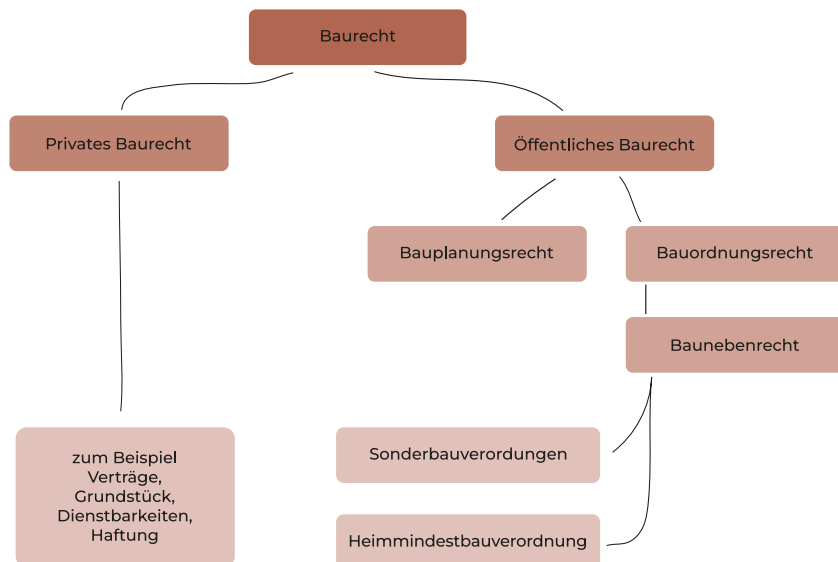 Baurecht
Privates Baurecht
Öffentliches Baurecht
Bauplanungsrecht
Bauordnungsrecht
Baunebenrecht
zum Beispiel
Verträge,
Grundstück,
Dienstbarkeiten,
Haftung
Sonderbauverordungen
Heimmindestbauverordnung